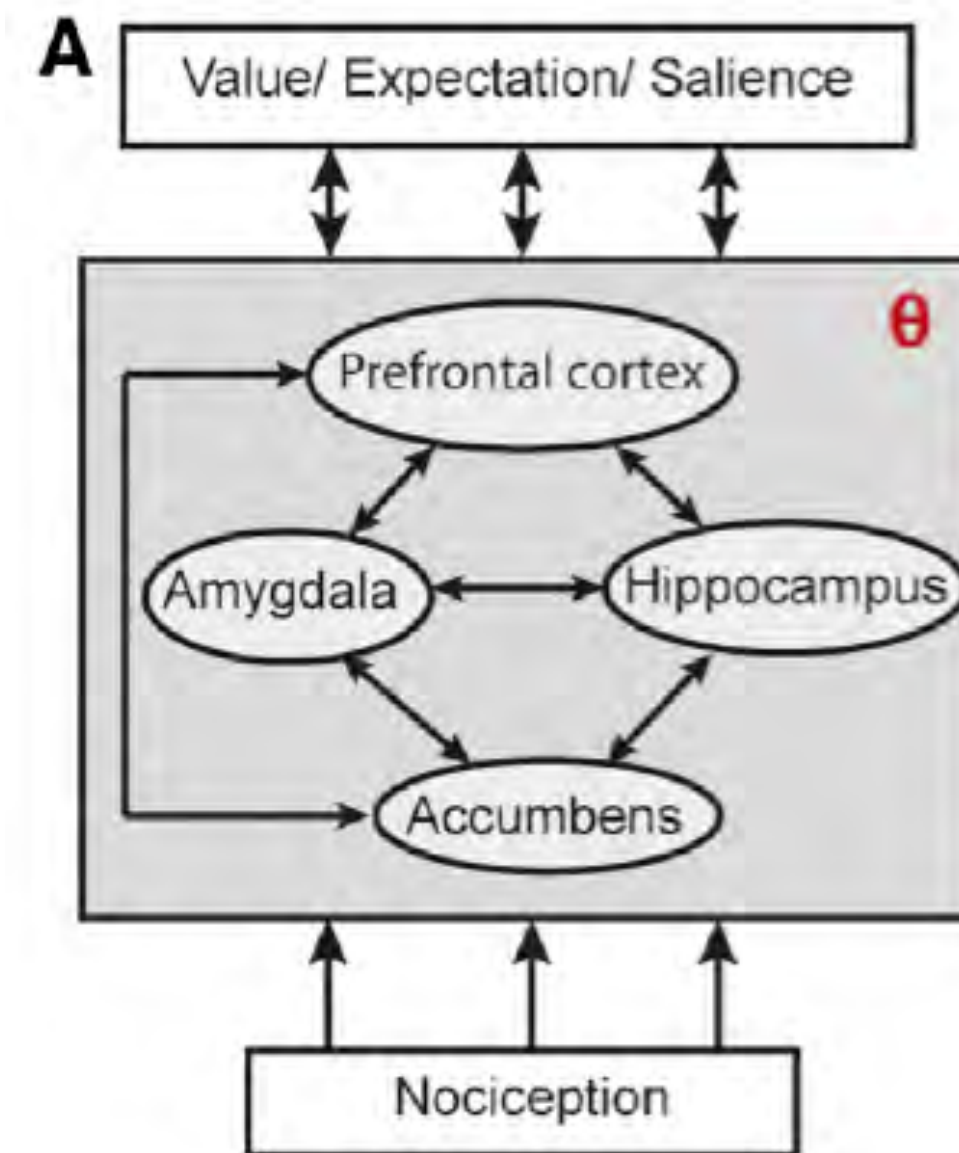 A
Value/ Expectation/ Salience
θ
Prefrontal cortex
Amygdala
Hippocampus
Accumbens
Nociception